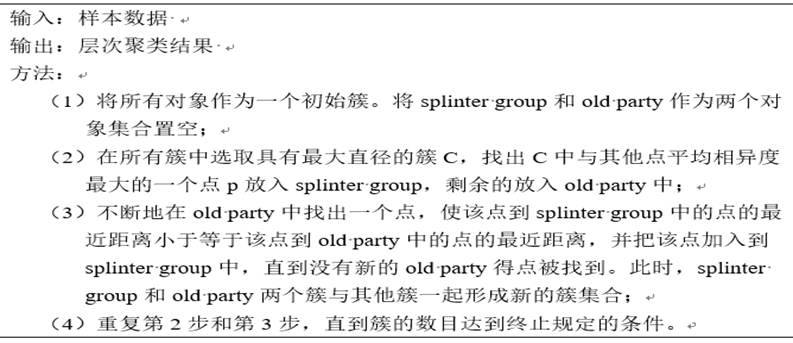 输入：样本数据
输出：层次聚类结果
方法：
（1）将所有对象作为一个初始簇。将 splinter group 和 old party 作为两个对
象集合置空；
（2）在所有簇中选取具有最大直径的簇 C，找出 C 中与其他点平均相异度
最大的一个点 p 放入 splinter group，剩余的放入 old party 中；
（3）不断地在 old party 中找出一个点，使该点到 splinter group 中的点的最
近距离小于等于该点到 old party 中的点的最近距离，并把该点加入到
splinter group 中，直到没有新的 old party 得点被找到。此时，splinter
group 和 old party 两个簇与其他簇一起形成新的簇集合；
（4）重复第 2 步和第 3 步，直到簇的数目达到终止规定的条件。